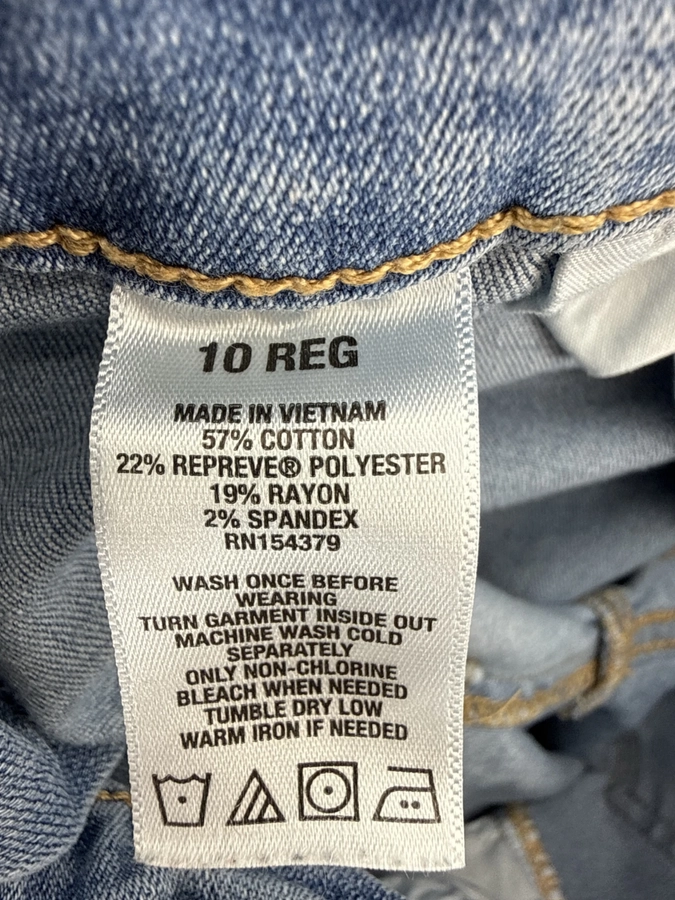 10 REG
MADE IN VIETNAM
57% COTTON
22% REPREVE® POLYESTER
19% RAYON
2% SPANDEX
RN154379
WASH ONCE BEFORE
WEARING
TURN GARMENT INSIDE OUT
MACHINE WASH COLD
SEPARATELY
ONLY NON-CHLORINE
BLEACH WHEN NEEDED
TUMBLE DRY LOW
WARM IRON IF NEEDED